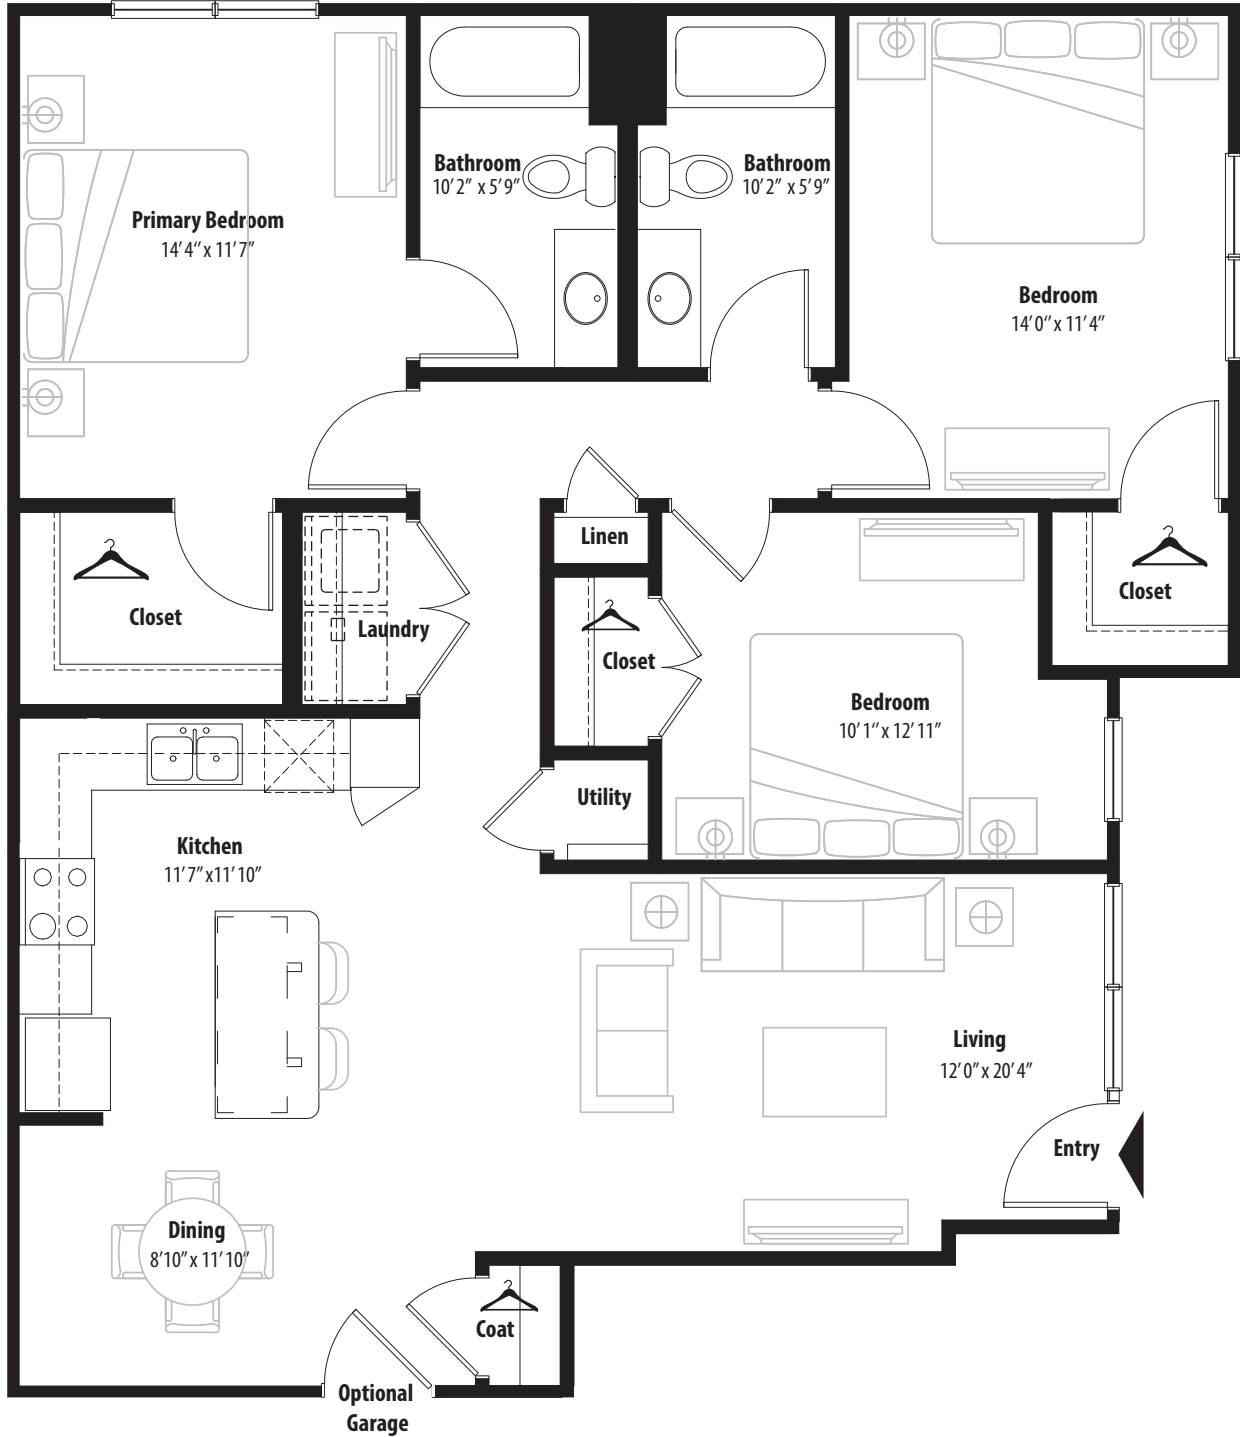 Bathroom
10'2" x 5'9"
Bathroom
10'2" x 5'9"
Primary Bedroom
14'4" x 11'7"
Bedroom
14'0" x 11'4"
Linen
Closet
Closet
Laundry
Closet
Bedroom
10'1" x 12'11"
Utility
Kitchen
11'7"x11'10"
Living
12'0" x 20'4"
Entry
Dining
8'10" x 11'10"
Coat
Optional
Garage